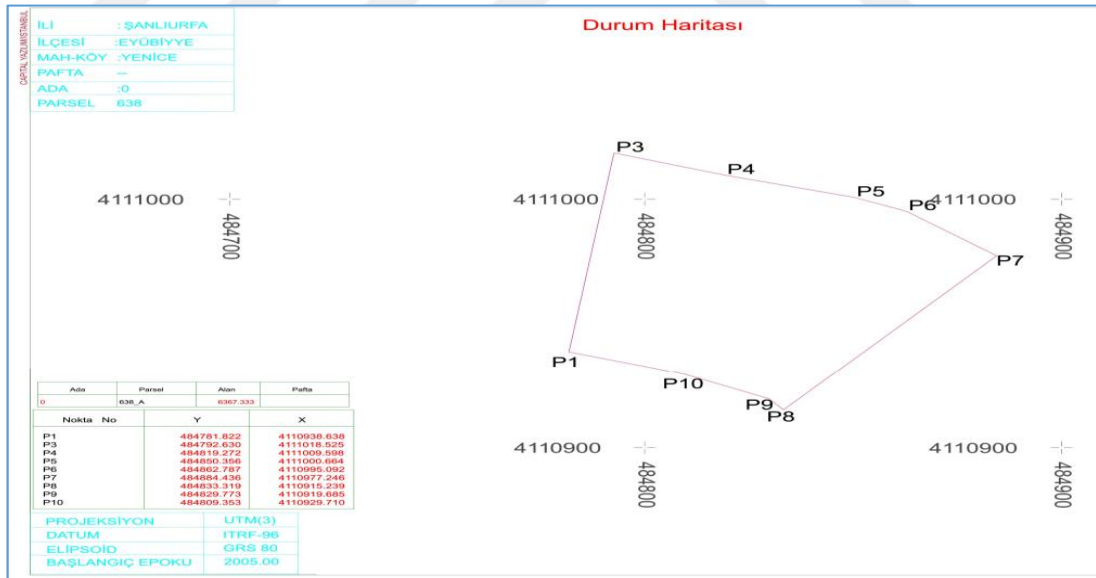 CAPITAL YAZILIM/ISTANBUL
İLİ : ŞANLIURFA
İLÇESİ :EYÜBİYYE
MAH-KÖY :YENİCE
PAFTA --
ADA :0
PARSEL 638
Durum Haritası
P3
P4
P5
P6
4111000
4111000
4111000
484700
484800
484900
P7
P1
P10
P9
P8
Ada Parsel Alan Pafta
0 638_A 6367.333
Nokta No Y X
P1 484781.822 4110938.638
P3 484792.630 4111018.525
P4 484819.272 4111009.598
P5 484850.356 4111000.664
P6 484862.787 4110995.092
P7 484884.436 4110977.246
P8 484833.319 4110915.239
P9 484829.773 4110919.685
P10 484809.353 4110929.710
4110900
4110900
484800
484900
PROJEKSİYON UTM(3)
DATUM ITRF-96
ELİPSOİD GRS 80
BAŞLANGIÇ EPOKU 2005.00